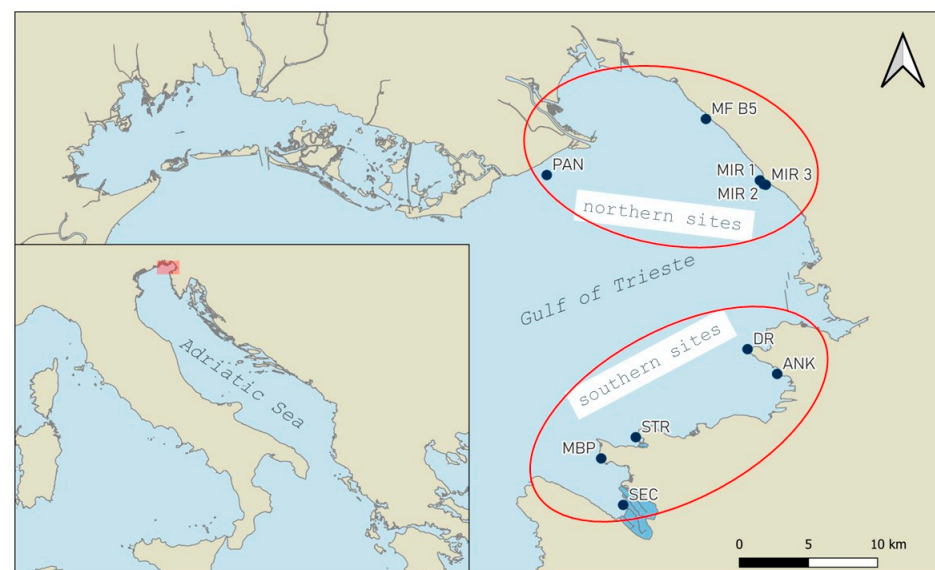 MF B5
PAN
MIR 1
MIR 3
MIR 2
northern sites
Gulf of Trieste
Adriatic Sea
southern sites
DR
ANK
STR
MBP
SEC
0 5 10 km